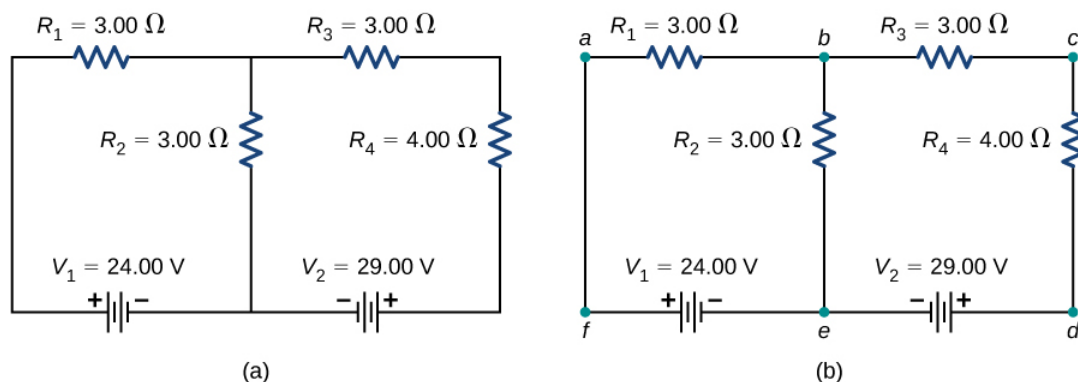 R1 = 3.00 Ω
R3 = 3.00 Ω
R2 = 3.00 Ω
R4 = 4.00 Ω
V1 = 24.00 V
V2 = 29.00 V
+ −
− +
(a)
a
R1 = 3.00 Ω
b
R3 = 3.00 Ω
c
R2 = 3.00 Ω
R4 = 4.00 Ω
V1 = 24.00 V
V2 = 29.00 V
+ −
− +
f
e
d
(b)